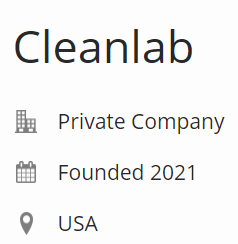 Cleanlab
Private Company
Founded 2021
USA